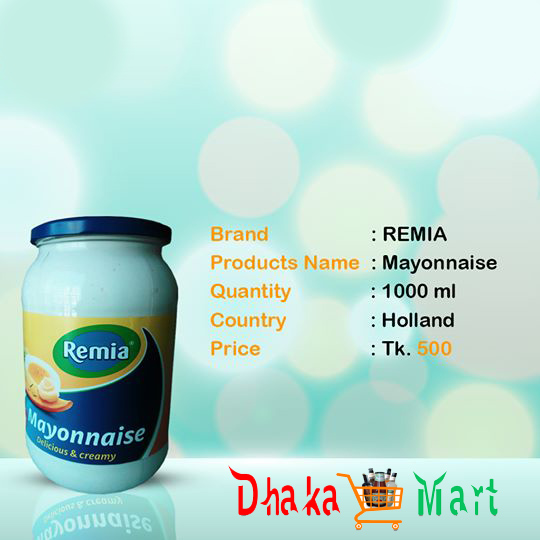 Brand : REMIA
Products Name : Mayonnaise
Quantity : 1000 ml
Country : Holland
Price : Tk. 500
Remia®
Mayonnaise
Delicious & creamy
Dhaka Mart